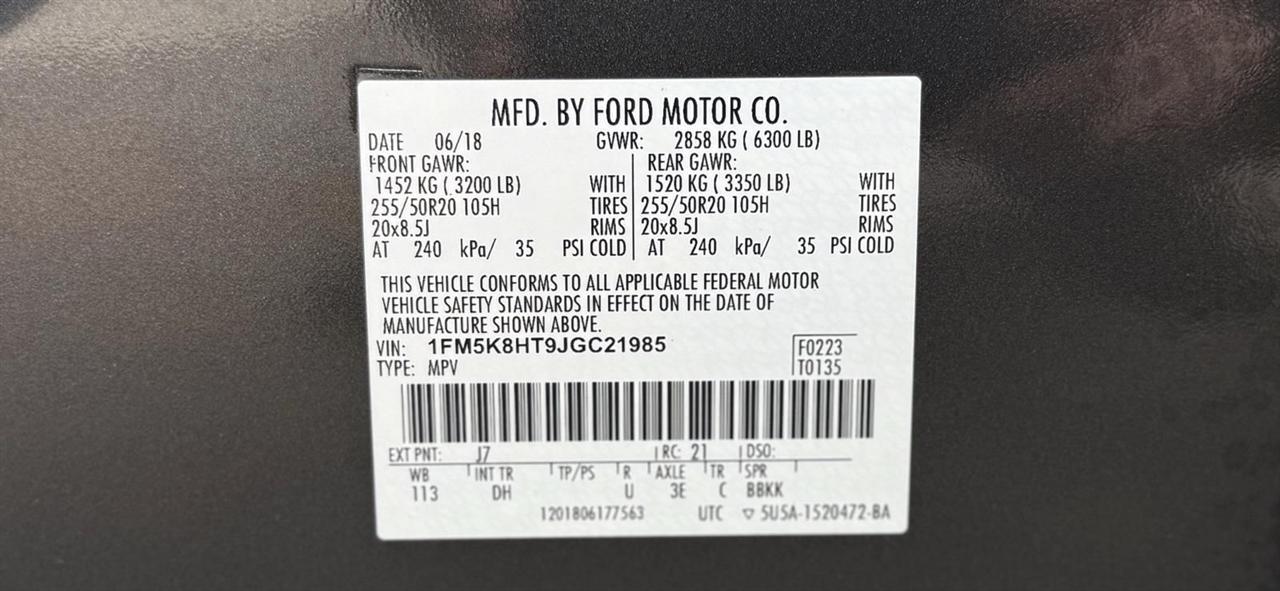 MFD. BY FORD MOTOR CO.
DATE 06/18 GVWR: 2858 KG ( 6300 LB)
FRONT GAWR: REAR GAWR:
1452 KG ( 3200 LB) WITH 1520 KG ( 3350 LB) WITH
255/50R20 105H TIRES 255/50R20 105H TIRES
20x8.5J RIMS 20x8.5J RIMS
AT 240 kPa/ 35 PSI COLD AT 240 kPa/ 35 PSI COLD
THIS VEHICLE CONFORMS TO ALL APPLICABLE FEDERAL MOTOR
VEHICLE SAFETY STANDARDS IN EFFECT ON THE DATE OF
MANUFACTURE SHOWN ABOVE.
VIN: 1FM5K8HT9JGC21985 F0223
TYPE: MPV T0135
EXT PNT: J7 RC: 21 DSO:
WB INT TR TP/PS R AXLE TR SPR
113 DH U 3E C BBKK
1201806177563 UTC ▽ 5U5A-1520472-BA